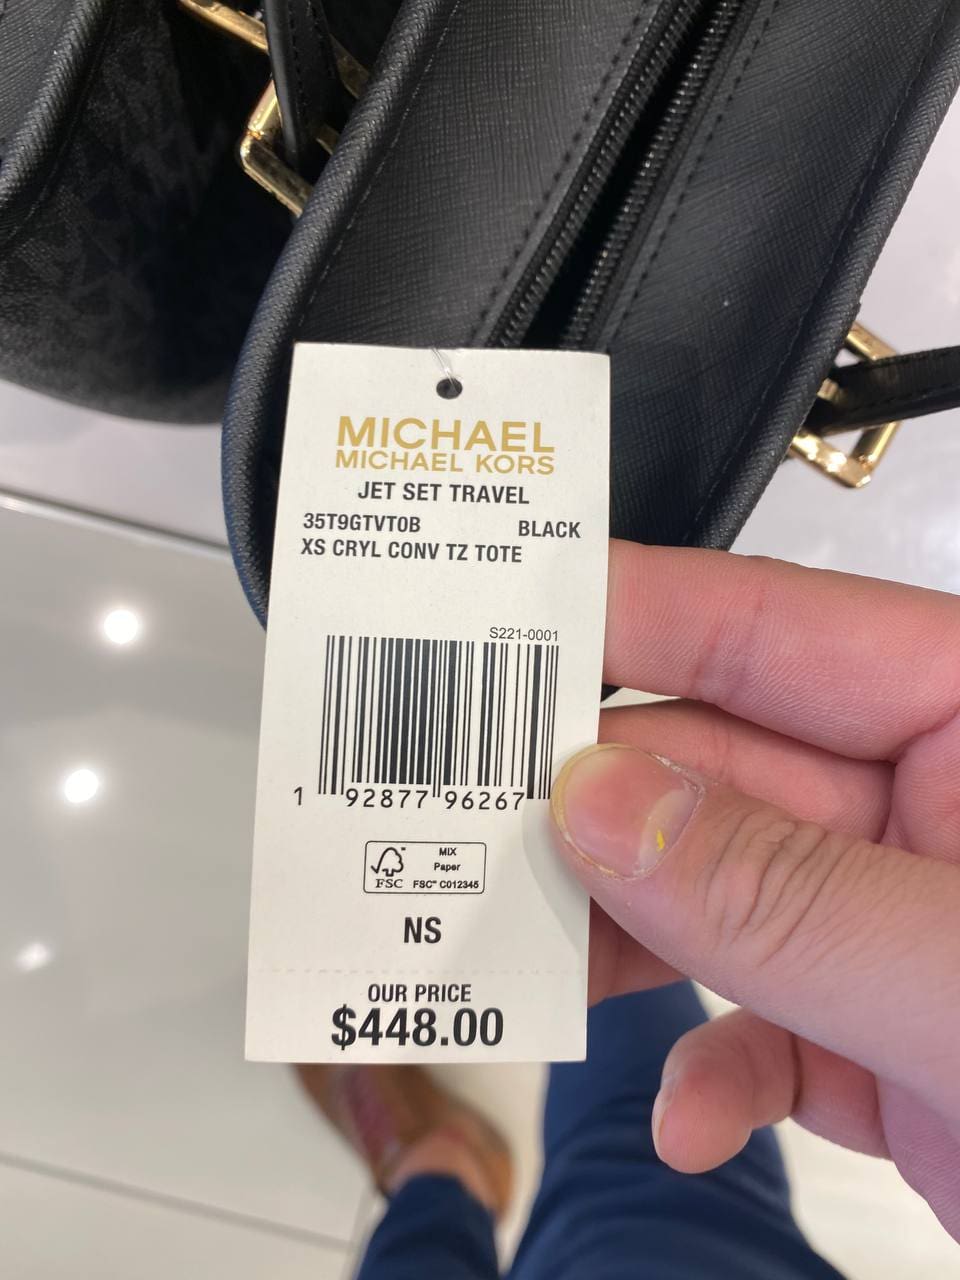 MICHAEL
MICHAEL KORS
JET SET TRAVEL
35T9GTVT0B BLACK
XS CRYL CONV TZ TOTE
S221-0001
1 92877 96267
MIX
Paper
FSC FSC™ C012345
NS
OUR PRICE
$448.00